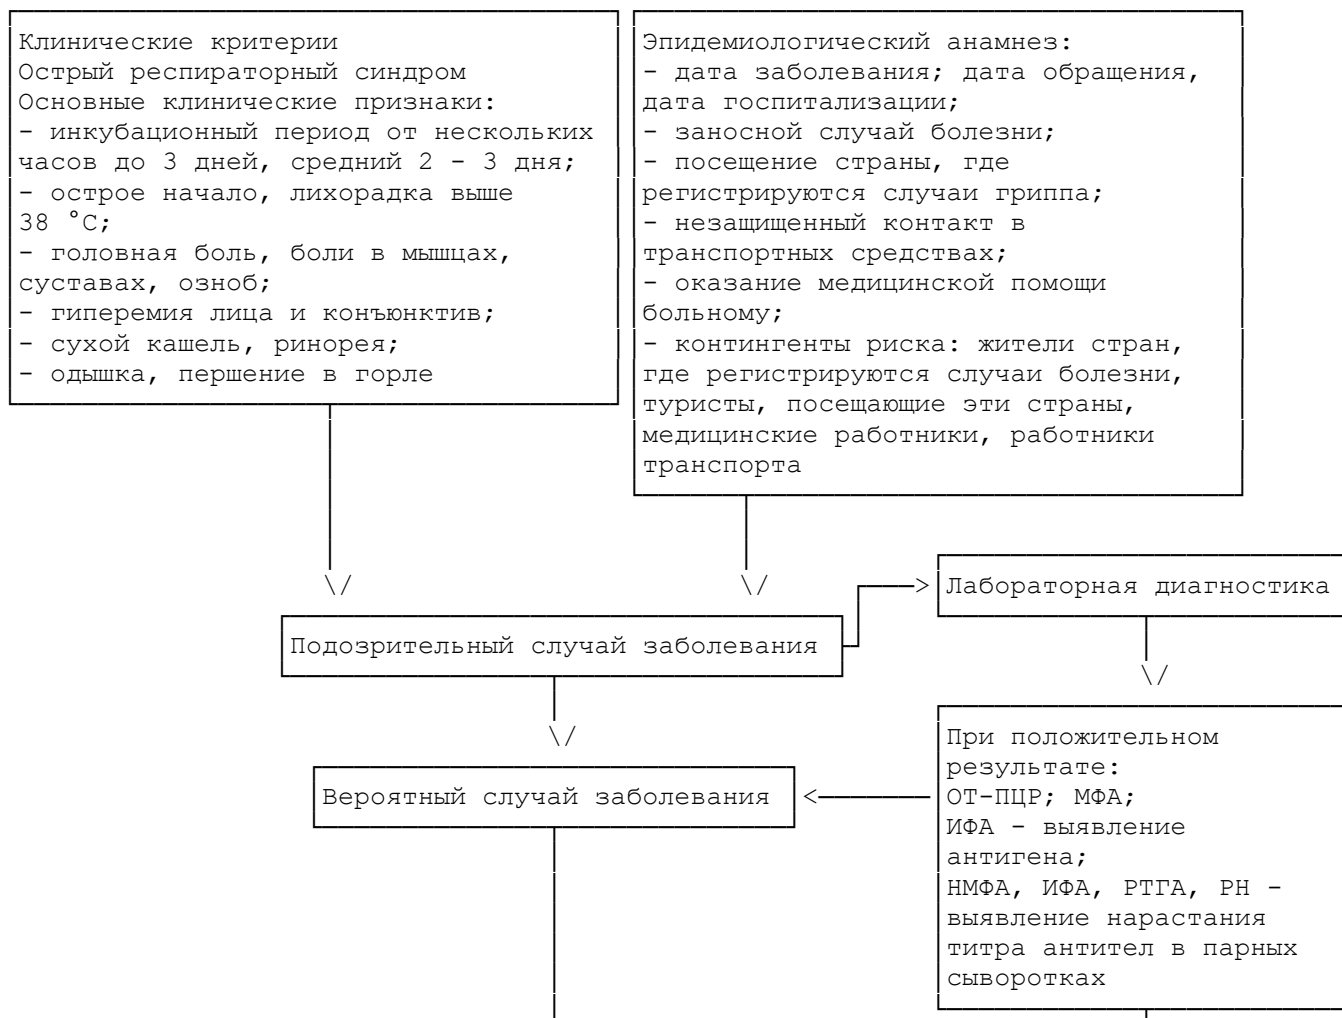 Клинические критерии
Острый респираторный синдром
Основные клинические признаки:
- инкубационный период от нескольких
часов до 3 дней, средний 2 - 3 дня;
- острое начало, лихорадка выше
38 °C;
- головная боль, боли в мышцах,
суставах, озноб;
- гиперемия лица и конъюнктив;
- сухой кашель, ринорея;
- одышка, першение в горле
Эпидемиологический анамнез:
- дата заболевания; дата обращения,
дата госпитализации;
- заносной случай болезни;
- посещение страны, где
регистрируются случаи гриппа;
- незащищенный контакт в
транспортных средствах;
- оказание медицинской помощи
больному;
- контингенты риска: жители стран,
где регистрируются случаи болезни,
туристы, посещающие эти страны,
медицинские работники, работники
транспорта
Лабораторная диагностика
Подозрительный случай заболевания
Вероятный случай заболевания
При положительном
результате:
ОТ-ПЦР; МФА;
ИФА - выявление
антигена;
НМФА, ИФА, РТГА, РН -
выявление нарастания
титра антител в парных
сыворотках